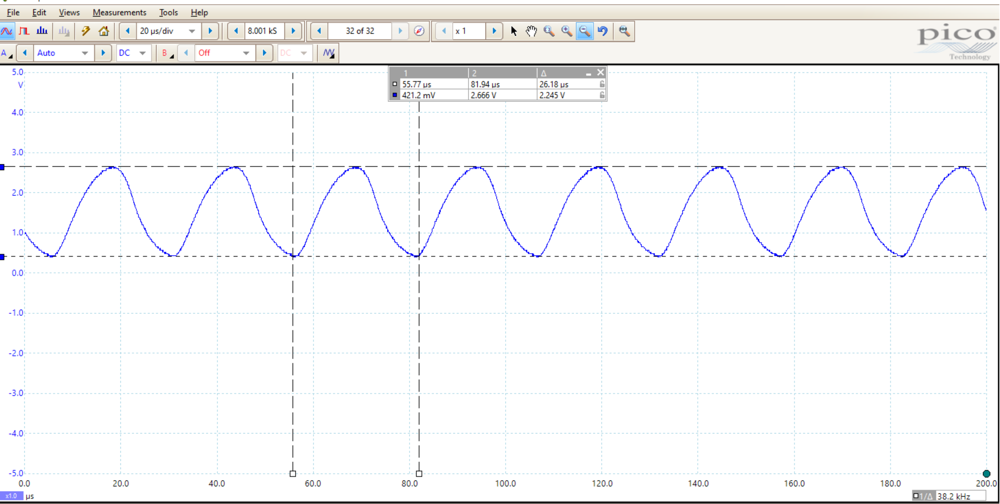 File Edit Views Measurements Tools Help
20 µs/div 8.001 kS 32 of 32 x 1
A Auto DC B Off DC
pico
Technology
1 2 Δ
55.77 µs 81.94 µs 26.18 µs
421.2 mV 2.666 V 2.245 V
5.0
V
4.0
3.0
2.0
1.0
0.0
-1.0
-2.0
-3.0
-4.0
-5.0
0.0 20.0 40.0 60.0 80.0 100.0 120.0 140.0 160.0 180.0 200.0
x1.0 µs 1/Δ 38.2 kHz